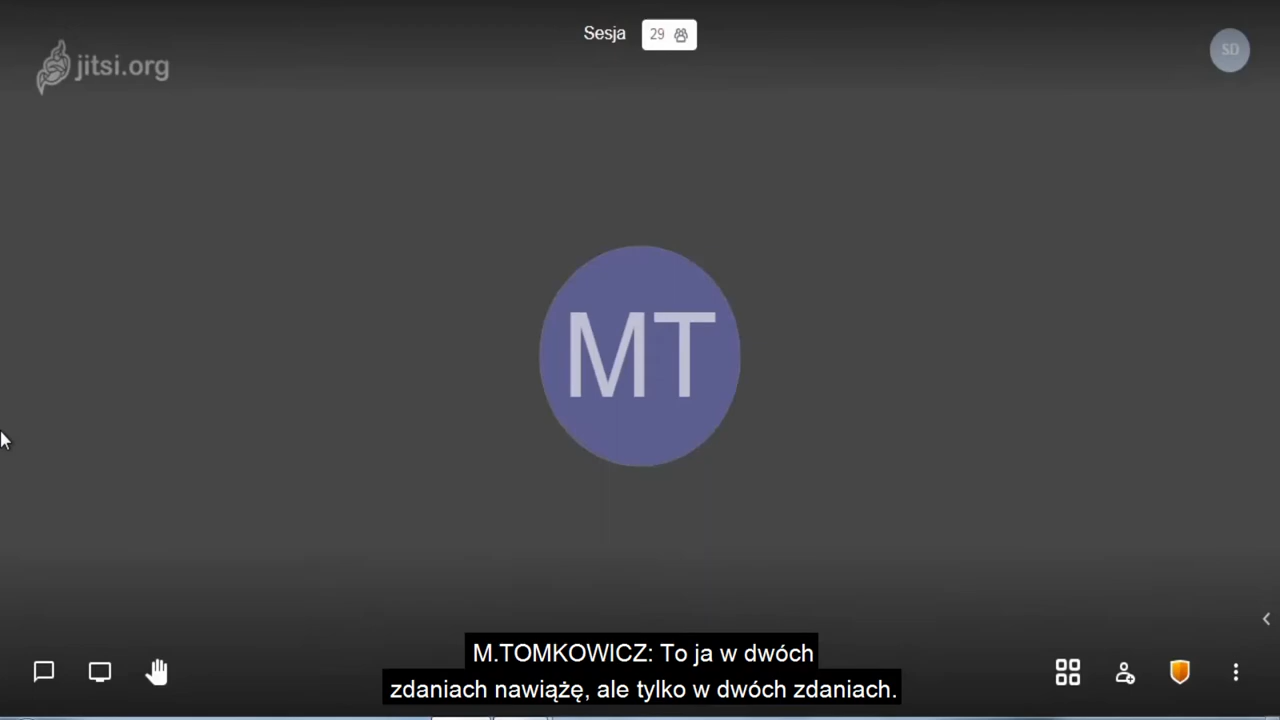 Sesja 29
jitsi.org
SD
MT
M.TOMKOWICZ: To ja w dwóch
zdaniach nawiążę, ale tylko w dwóch zdaniach.